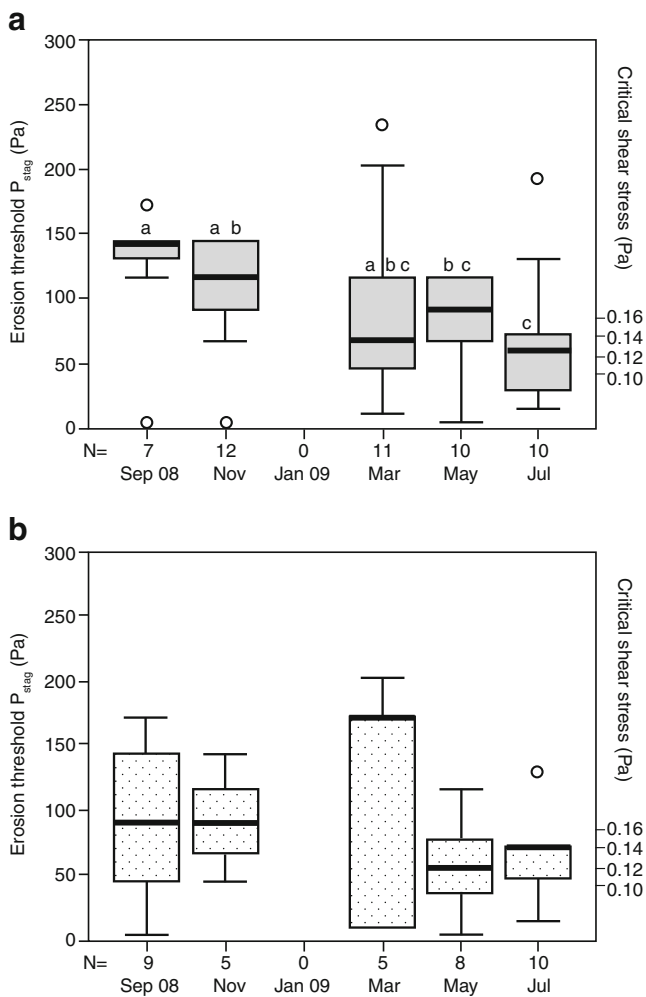 a
300
250
200
150
100
50
0
Erosion threshold P_stag (Pa)
Critical shear stress (Pa)
0.16
0.14
0.12
0.10
a
a b
a b c
b c
c
N= 7 12 0 11 10 10
Sep 08 Nov Jan 09 Mar May Jul
b
300
250
200
150
100
50
0
Erosion threshold P_stag (Pa)
Critical shear stress (Pa)
0.16
0.14
0.12
0.10
N= 9 5 0 5 8 10
Sep 08 Nov Jan 09 Mar May Jul